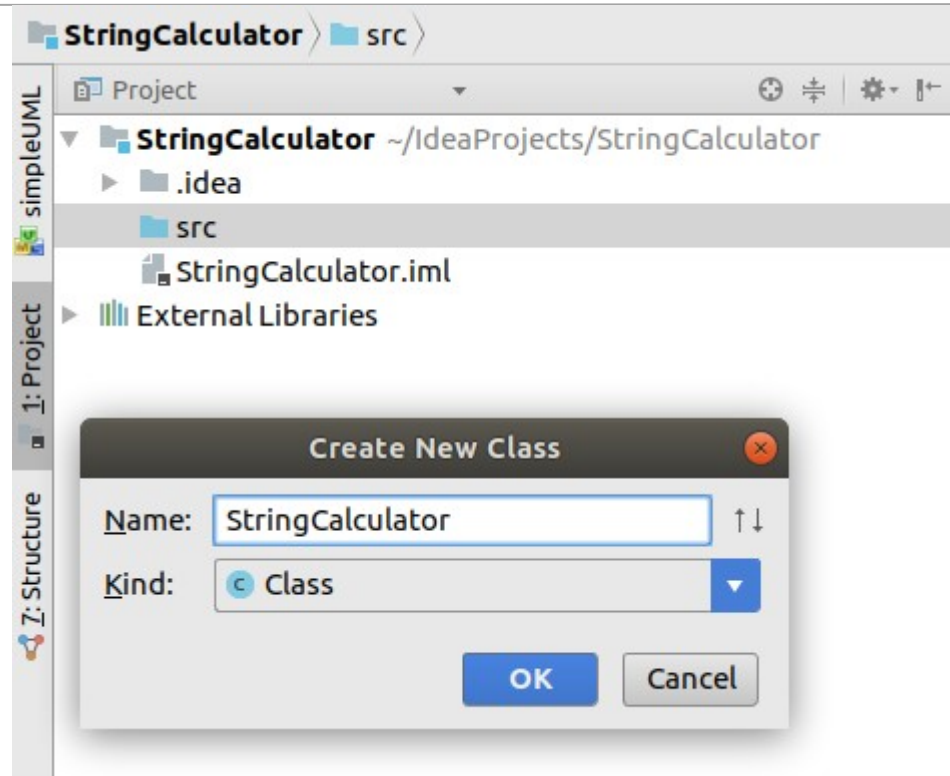 StringCalculator src
Project
StringCalculator ~/IdeaProjects/StringCalculator
.idea
src
StringCalculator.iml
External Libraries
simpleUML
1: Project
7: Structure
Create New Class
Name: StringCalculator
Kind: C Class
OK Cancel